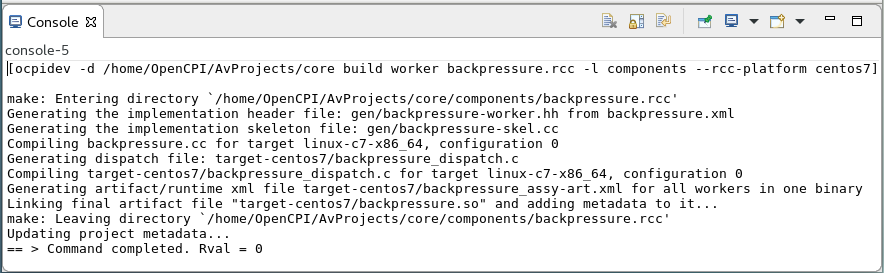 Console
console-5
[ocpidev -d /home/OpenCPI/AvProjects/core build worker backpressure.rcc -l components --rcc-platform centos7]
make: Entering directory `/home/OpenCPI/AvProjects/core/components/backpressure.rcc'
Generating the implementation header file: gen/backpressure-worker.hh from backpressure.xml
Generating the implementation skeleton file: gen/backpressure-skel.cc
Compiling backpressure.cc for target linux-c7-x86_64, configuration 0
Generating dispatch file: target-centos7/backpressure_dispatch.c
Compiling target-centos7/backpressure_dispatch.c for target linux-c7-x86_64, configuration 0
Generating artifact/runtime xml file target-centos7/backpressure_assy-art.xml for all workers in one binary
Linking final artifact file "target-centos7/backpressure.so" and adding metadata to it...
make: Leaving directory `/home/OpenCPI/AvProjects/core/components/backpressure.rcc'
Updating project metadata...
== > Command completed. Rval = 0